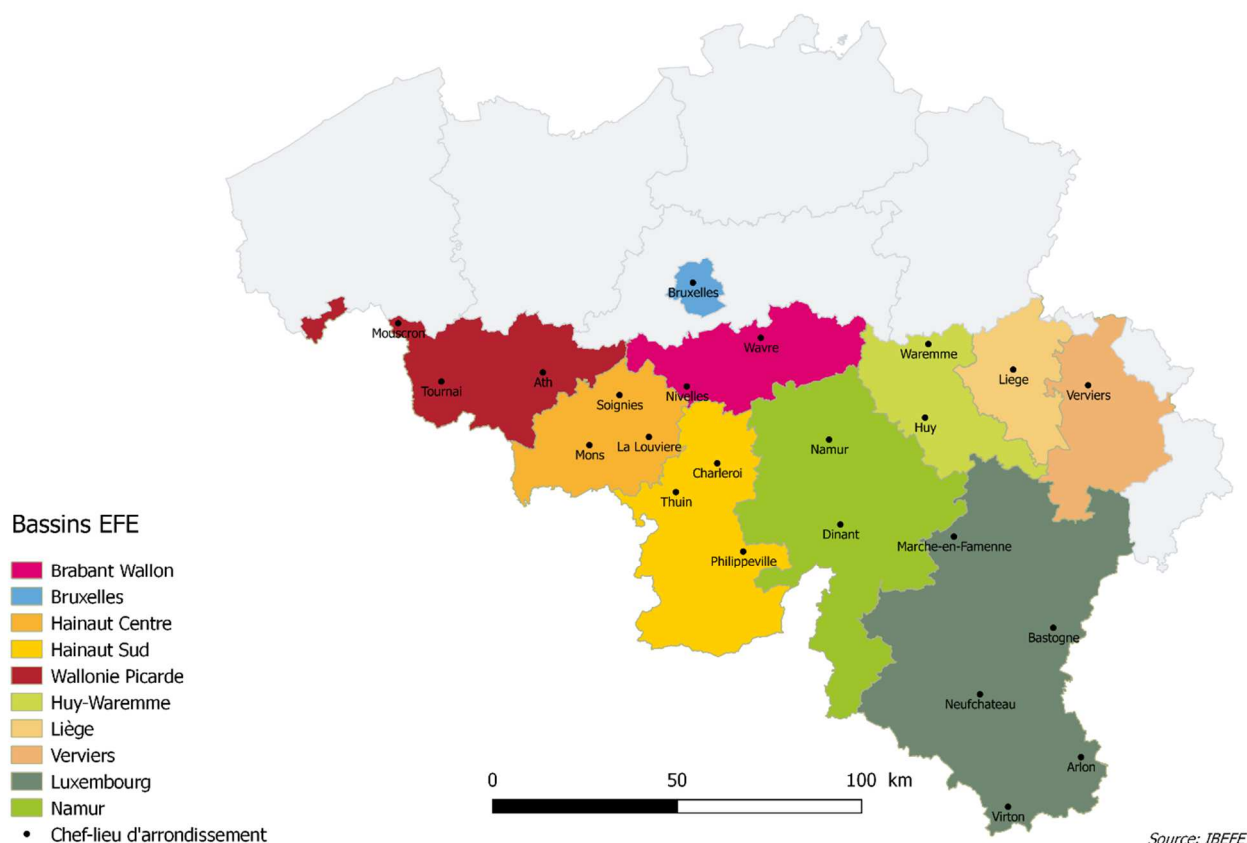 Bruxelles
Mouscron
Wavre
Waremme
Tournai
Ath
Nivelles
Liege
Verviers
Soignies
Huy
Mons
La Louviere
Namur
Charleroi
Thuin
Dinant
Marche-en-Famenne
Philippeville
Bastogne
Neufchateau
Arlon
Virton
Bassins EFE
Brabant Wallon
Bruxelles
Hainaut Centre
Hainaut Sud
Wallonie Picarde
Huy-Waremme
Liège
Verviers
Luxembourg
Namur
Chef-lieu d'arrondissement
0 50 100 km
Source: IBEFE